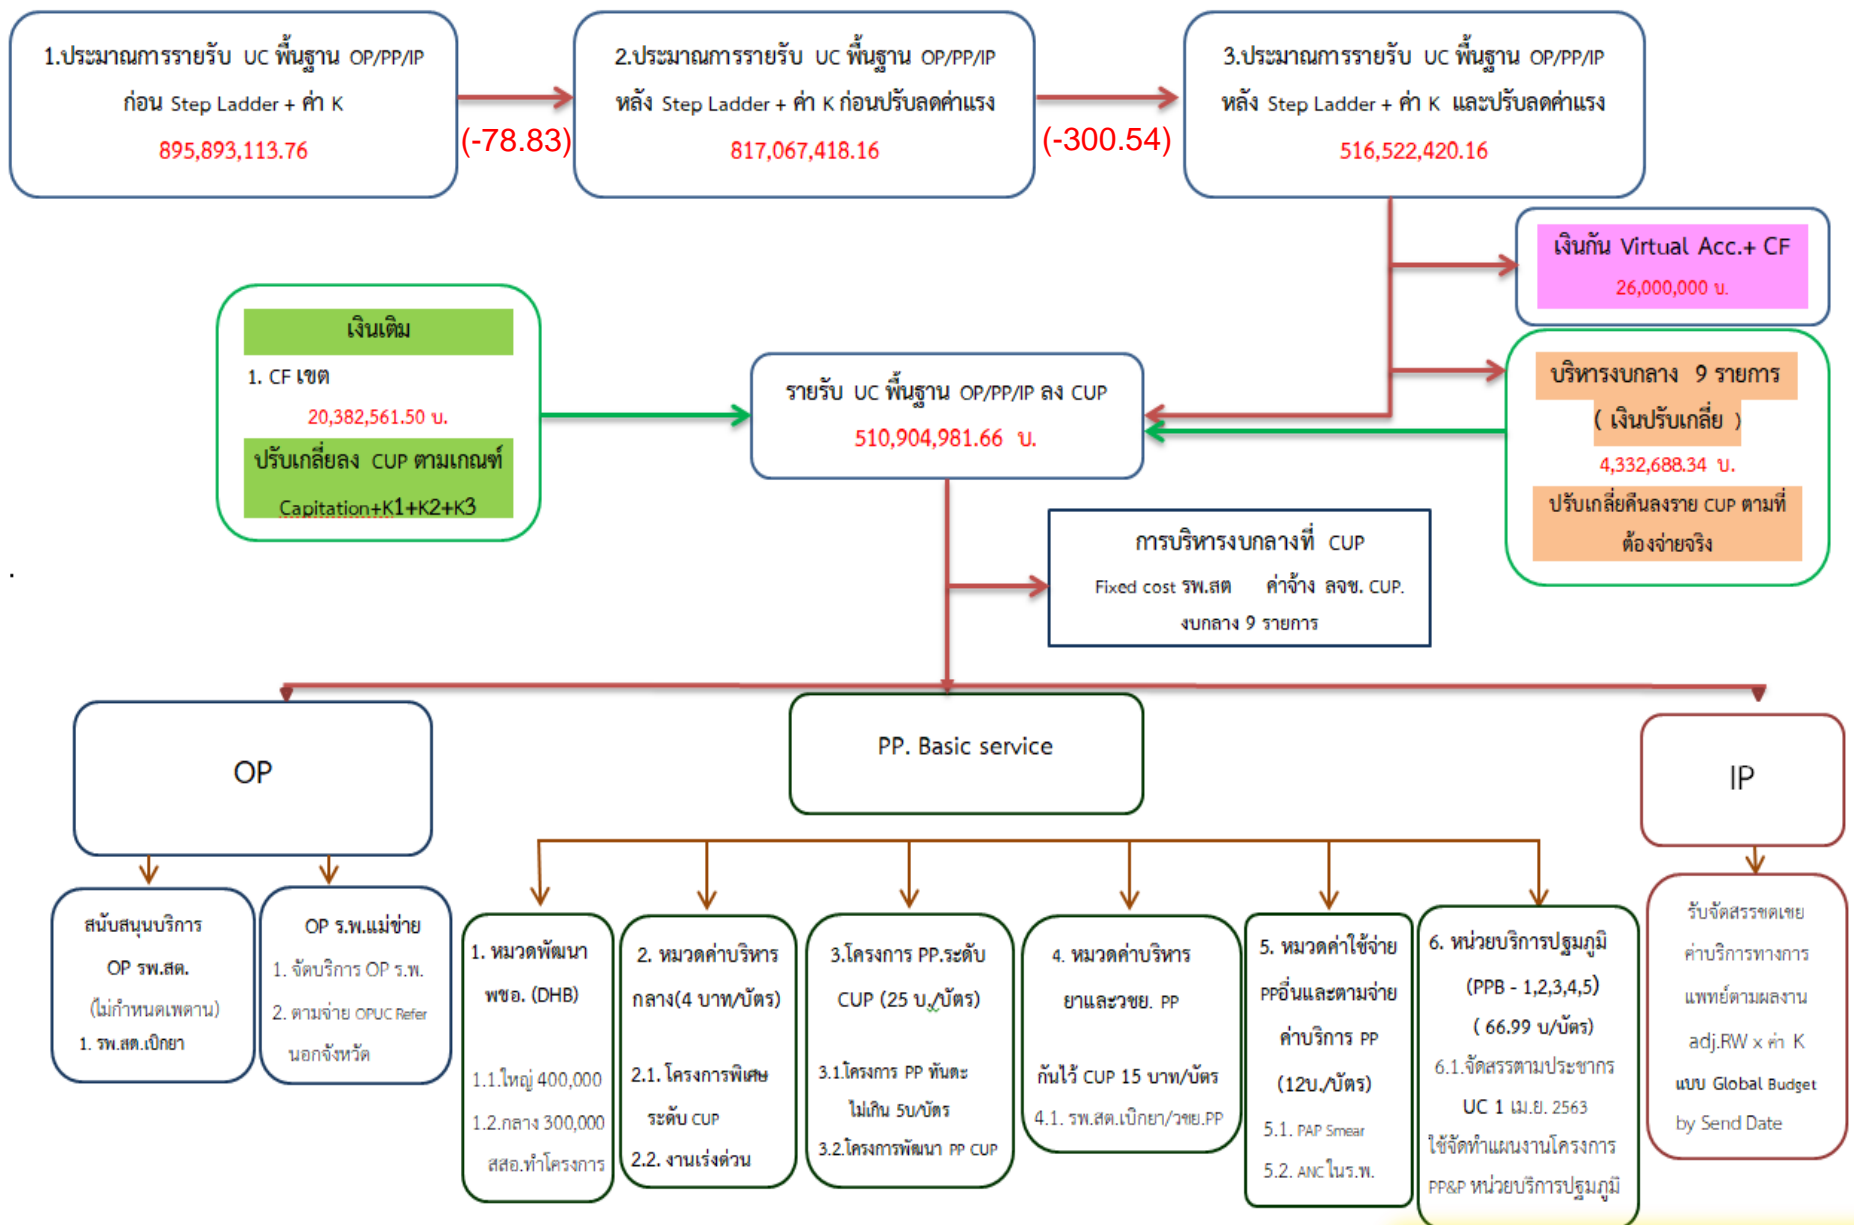 1.ประมาณการรายรับ UC พื้นฐาน OP/PP/IP
ก่อน Step Ladder + ค่า K
895,893,113.76
(-78.83)
2.ประมาณการรายรับ UC พื้นฐาน OP/PP/IP
หลัง Step Ladder + ค่า K ก่อนปรับลดค่าแรง
817,067,418.16
(-300.54)
3.ประมาณการรายรับ UC พื้นฐาน OP/PP/IP
หลัง Step Ladder + ค่า K และปรับลดค่าแรง
516,522,420.16
เงินกัน Virtual Acc.+ CF
26,000,000 บ.
เงินเติม
1. CF เขต
20,382,561.50 บ.
ปรับเกลี่ยลง CUP ตามเกณฑ์
Capitation+K1+K2+K3
รายรับ UC พื้นฐาน OP/PP/IP ลง CUP
510,904,981.66 บ.
บริหารงบกลาง 9 รายการ
( เงินปรับเกลี่ย )
4,332,688.34 บ.
ปรับเกลี่ยคืนลงราย CUP ตามที่
ต้องจ่ายจริง
การบริหารงบกลางที่ CUP
Fixed cost รพ.สต ค่าจ้าง ลจช. CUP.
งบกลาง 9 รายการ
.
OP
PP. Basic service
IP
สนับสนุนบริการ
OP รพ.สต.
(ไม่กำหนดเพดาน)
1. รพ.สต.เบิกยา
OP ร.พ.แม่ข่าย
1. จัดบริการ OP ร.พ.
2. ตามจ่าย OPUC Refer
นอกจังหวัด
1. หมวดพัฒนา
พชอ. (DHB)
1.1.ใหญ่ 400,000
1.2.กลาง 300,000
สสอ.ทำโครงการ
2. หมวดค่าบริหาร
กลาง(4 บาท/บัตร)
2.1. โครงการพิเศษ
ระดับ CUP
2.2. งานเร่งด่วน
3.โครงการ PP.ระดับ
CUP (25 บ./บัตร)
3.1.โครงการ PP ทันตะ
ไม่เกิน 5บ/บัตร
3.2.โครงการพัฒนา PP CUP
4. หมวดค่าบริหาร
ยาและวชย. PP
กันไว้ CUP 15 บาท/บัตร
4.1. รพ.สต.เบิกยา/วชย.PP
5. หมวดค่าใช้จ่าย
PPอื่นและตามจ่าย
ค่าบริการ PP
(12บ./บัตร)
5.1. PAP Smear
5.2. ANC ในร.พ.
6. หน่วยบริการปฐมภูมิ
(PPB - 1,2,3,4,5)
( 66.99 บ/บัตร)
6.1.จัดสรรตามประชากร
UC 1 เม.ย. 2563
ใช้จัดทำแผนงานโครงการ
PP&P หน่วยบริการปฐมภูมิ
รับจัดสรรชดเชย
ค่าบริการทางการ
แพทย์ตามผลงาน
adj.RW x ค่า K
แบบ Global Budget
by Send Date